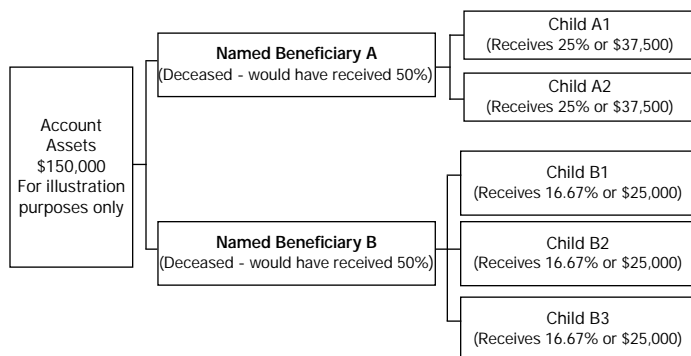 Account
Assets
$150,000
For illustration
purposes only
Named Beneficiary A
(Deceased - would have received 50%)
Child A1
(Receives 25% or $37,500)
Child A2
(Receives 25% or $37,500)
Named Beneficiary B
(Deceased - would have received 50%)
Child B1
(Receives 16.67% or $25,000)
Child B2
(Receives 16.67% or $25,000)
Child B3
(Receives 16.67% or $25,000)